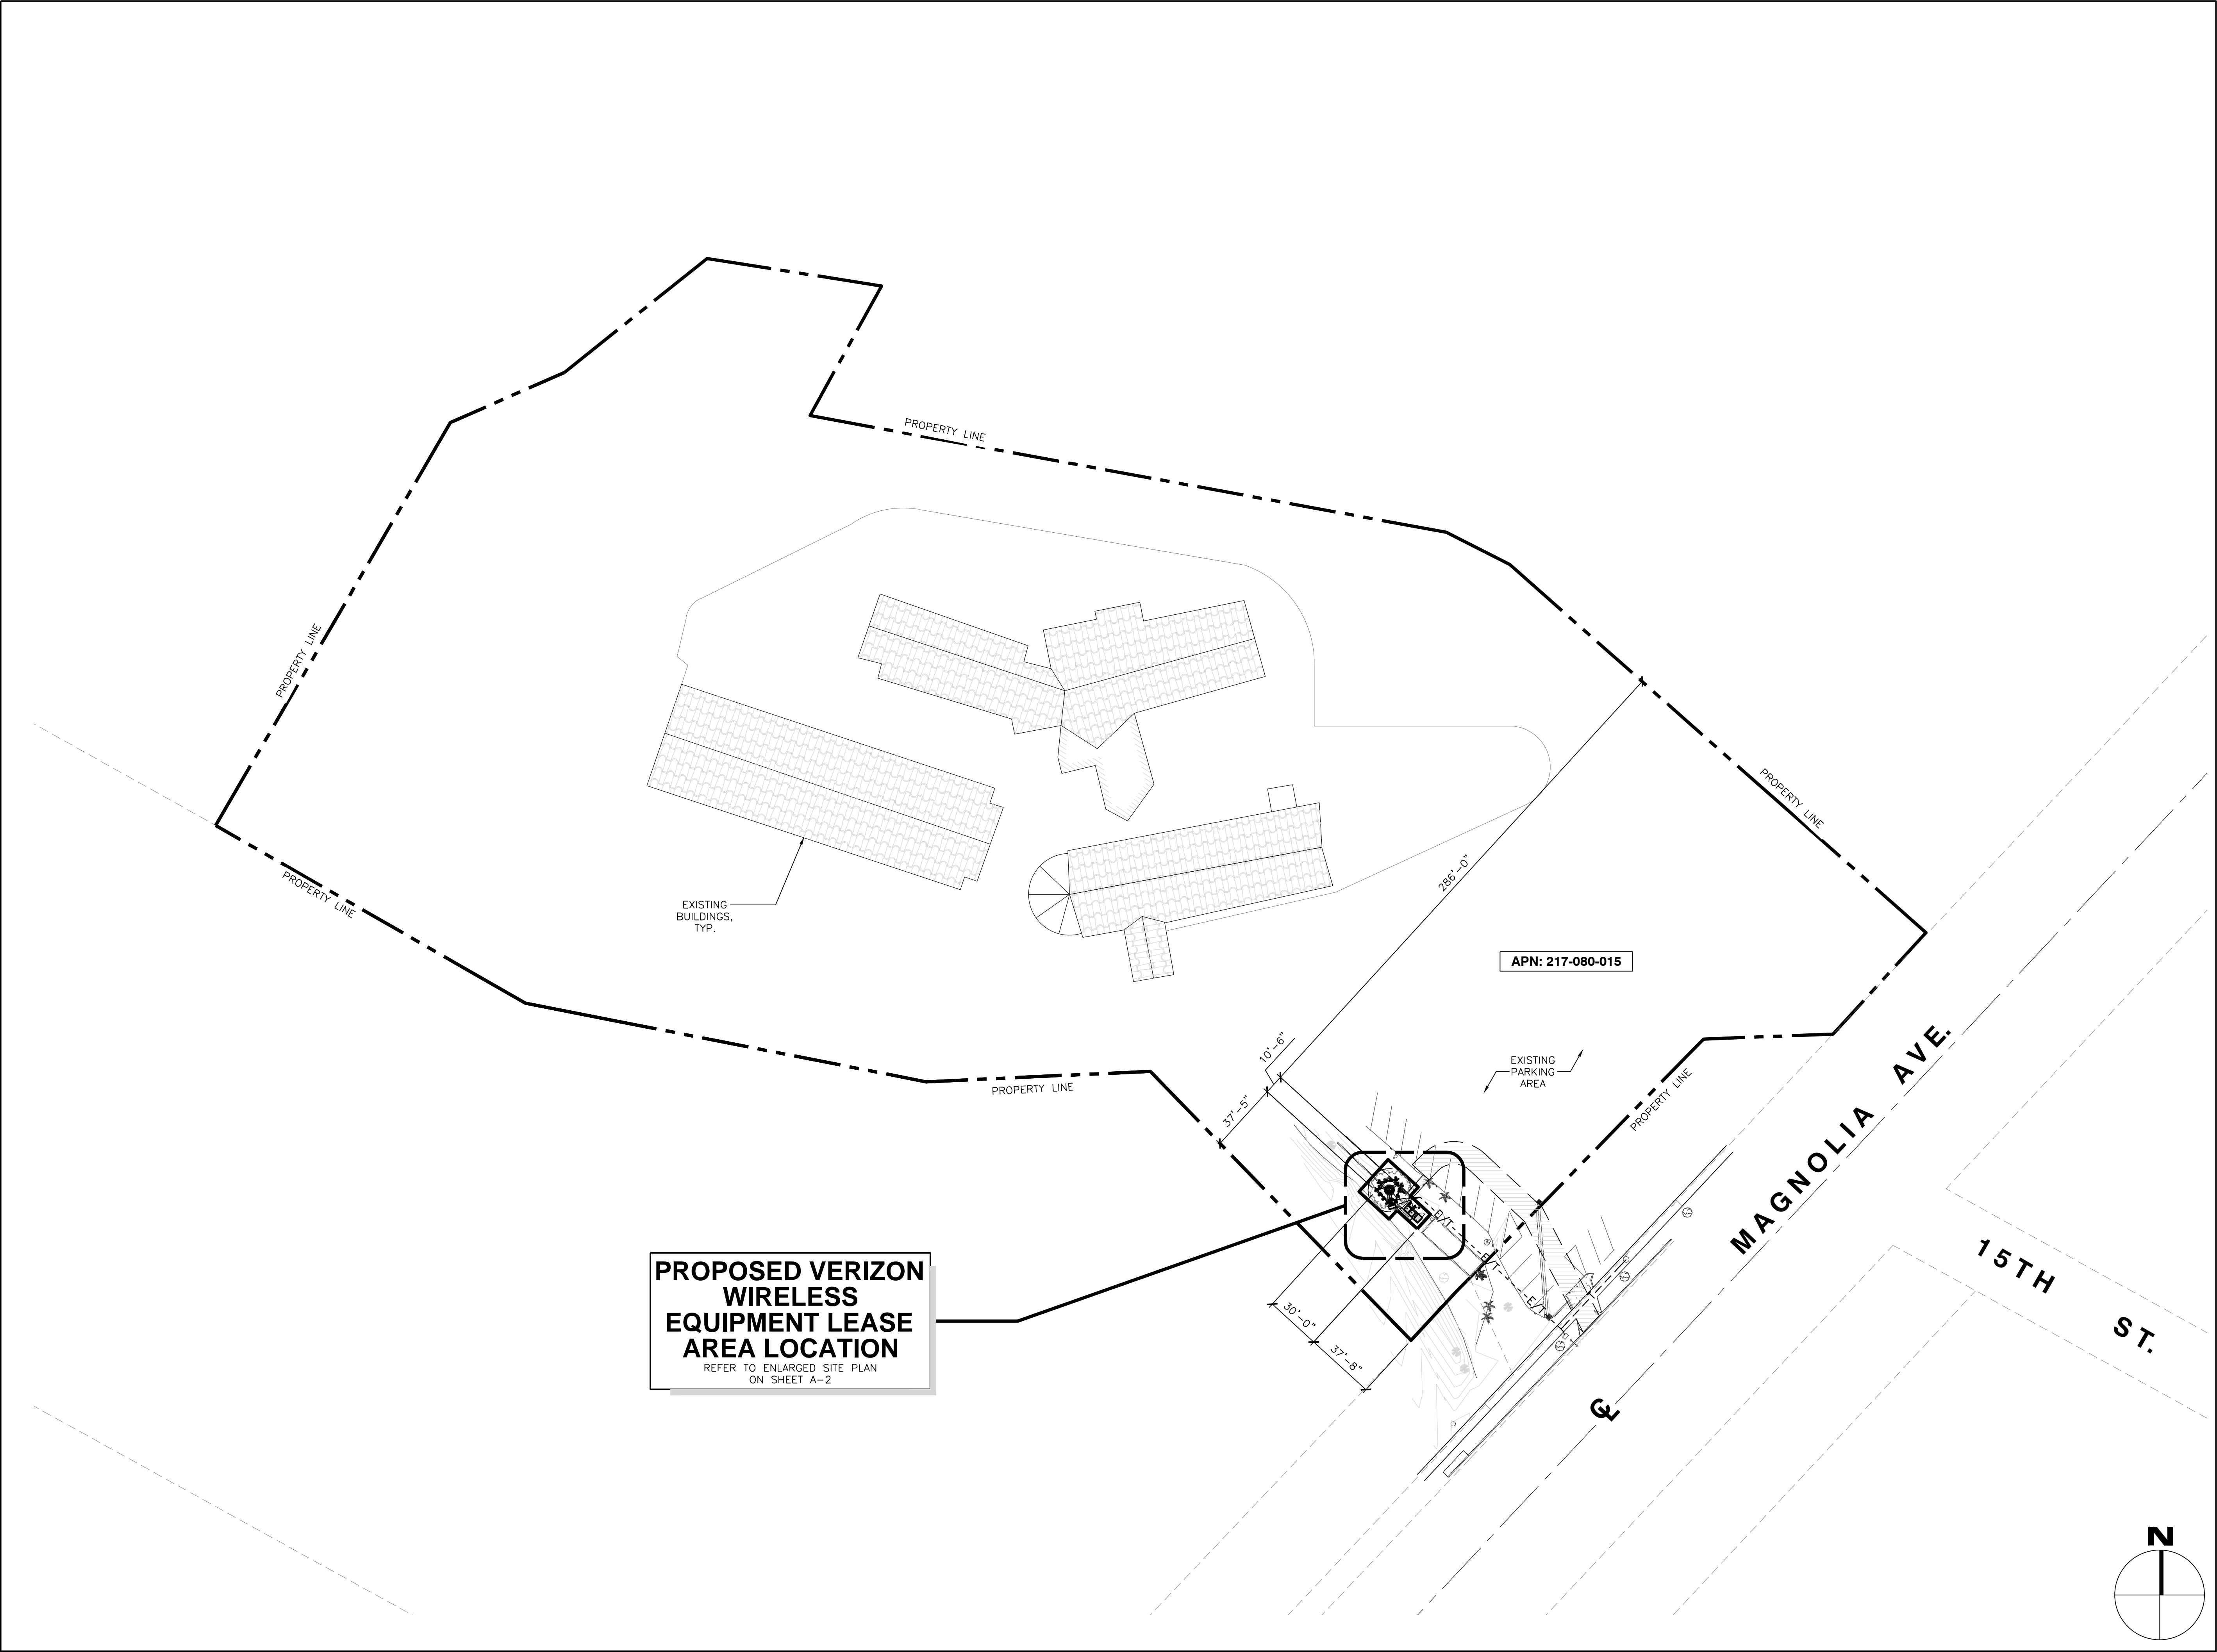 PROPERTY LINE
PROPERTY LINE
PROPERTY LINE
PROPERTY LINE
EXISTING
BUILDINGS,
TYP.
286'-0"
APN: 217-080-015
10'-6"
37'-5"
EXISTING
PARKING
AREA
PROPERTY LINE
PROPERTY LINE
MAGNOLIA AVE.
15TH ST.
E/T
E/T
E/T
PROPOSED VERIZON
WIRELESS
EQUIPMENT LEASE
AREA LOCATION
REFER TO ENLARGED SITE PLAN
ON SHEET A-2
30'-0"
37'-8"
℄
N